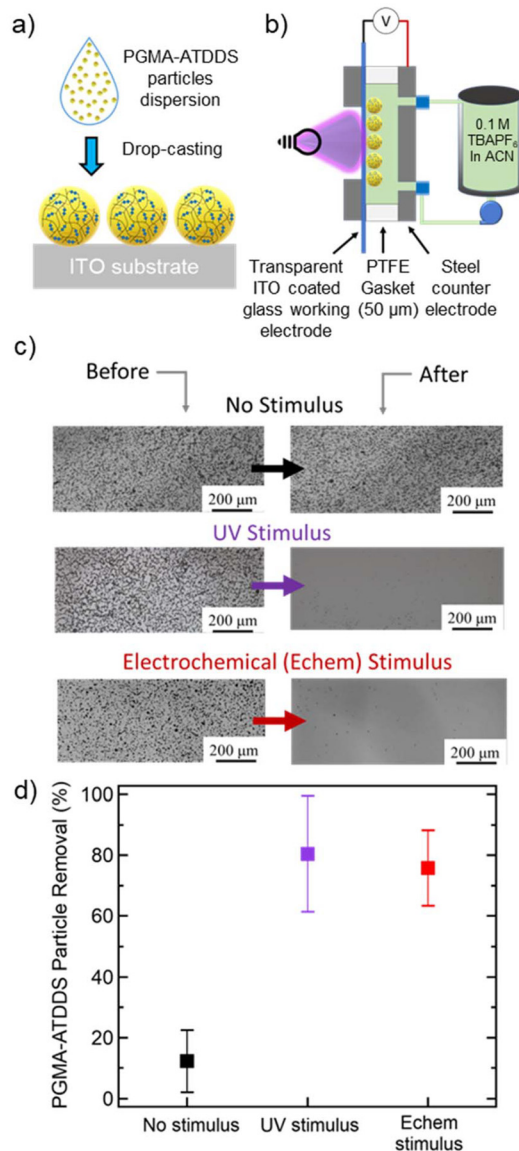 a)
PGMA-ATDDS
particles
dispersion
Drop-casting
ITO substrate
b)
V
0.1 M
TBAPF6
In ACN
Transparent
ITO coated
glass working
electrode
PTFE
Gasket
(50 µm)
Steel
counter
electrode
c)
Before
After
No Stimulus
200 µm
200 µm
UV Stimulus
200 µm
200 µm
Electrochemical (Echem) Stimulus
200 µm
200 µm
d)
PGMA-ATDDS Particle Removal (%)
100
80
60
40
20
0
No stimulus
UV stimulus
Echem
stimulus